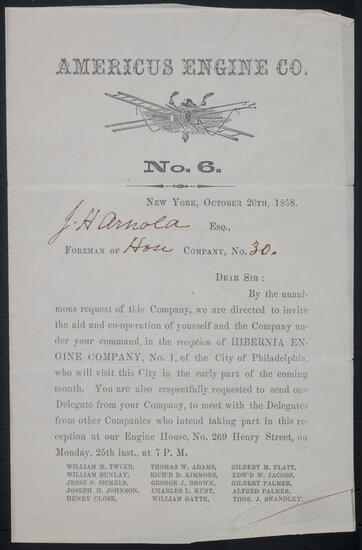 AMERICUS ENGINE CO.
No. 6.
NEW YORK, OCTOBER 20TH, 1858.
J. H Arnold ESQ.,
FOREMAN OF Hose COMPANY, NO. 30.
DEAR SIR:
By the unani-
mous request of this Company, we are directed to invite
the aid and co-operation of yourself and the Company un-
der your command, in the reception of HIBERNIA EN-
GINE COMPANY, No. 1, of the City of Philadelphia,
who will visit this City in the early part of the coming
month. You are also respectfully requested to send one
Delegate from your Company, to meet with the Delegates
from other Companies who intend taking part in this re-
ception at our Engine House, No. 269 Henry Street, on
Monday, 25th inst., at 7 P. M.
WILLIAM M. TWEED, THOMAS W. ADAMS, GILBERT M. PLATT,
WILLIAM DUNLAY, RICH'D D. KIMMONS, EDW'D W. JACOBS,
JESSE S. SICKELS, GEORGE J. BROWN, GILBERT PALMER,
JOSEPH H. JOHNSON, CHARLES L. KENT, ALFRED PALMER,
HENRY CLOSE, WILLIAM GAYTE, THOS. J. SHANDLEY.